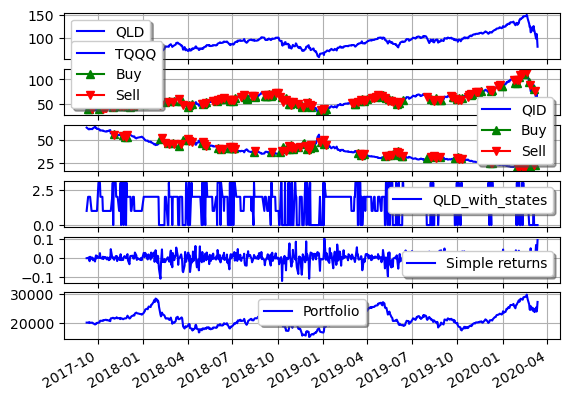 150
100
QLD
TQQQ
Buy
Sell
100
50
QID
Buy
Sell
50
25
2.5
0.0
QLD_with_states
0.1
0.0
−0.1
Simple returns
30000
20000
Portfolio
2017-10
2018-01
2018-04
2018-07
2018-10
2019-01
2019-04
2019-07
2019-10
2020-01
2020-04